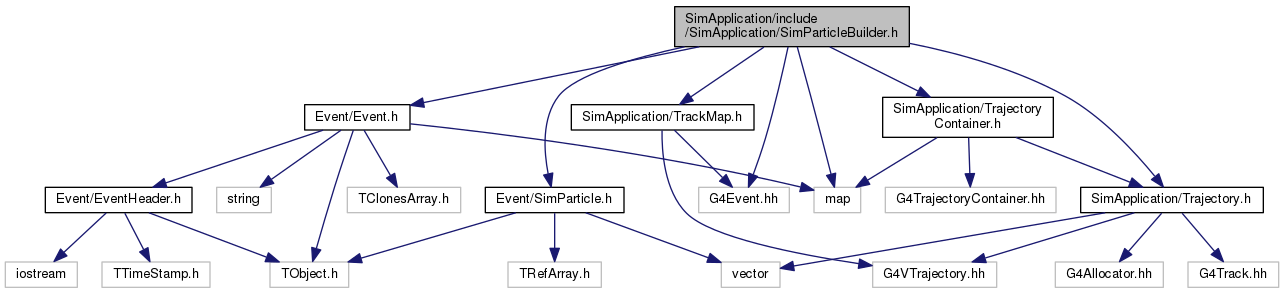 SimApplication/include
/SimApplication/SimParticleBuilder.h
Event/Event.h
SimApplication/TrackMap.h
SimApplication/Trajectory
Container.h
Event/EventHeader.h
string
TClonesArray.h
Event/SimParticle.h
G4Event.hh
map
G4TrajectoryContainer.hh
SimApplication/Trajectory.h
iostream
TTimeStamp.h
TObject.h
TRefArray.h
vector
G4VTrajectory.hh
G4Allocator.hh
G4Track.hh